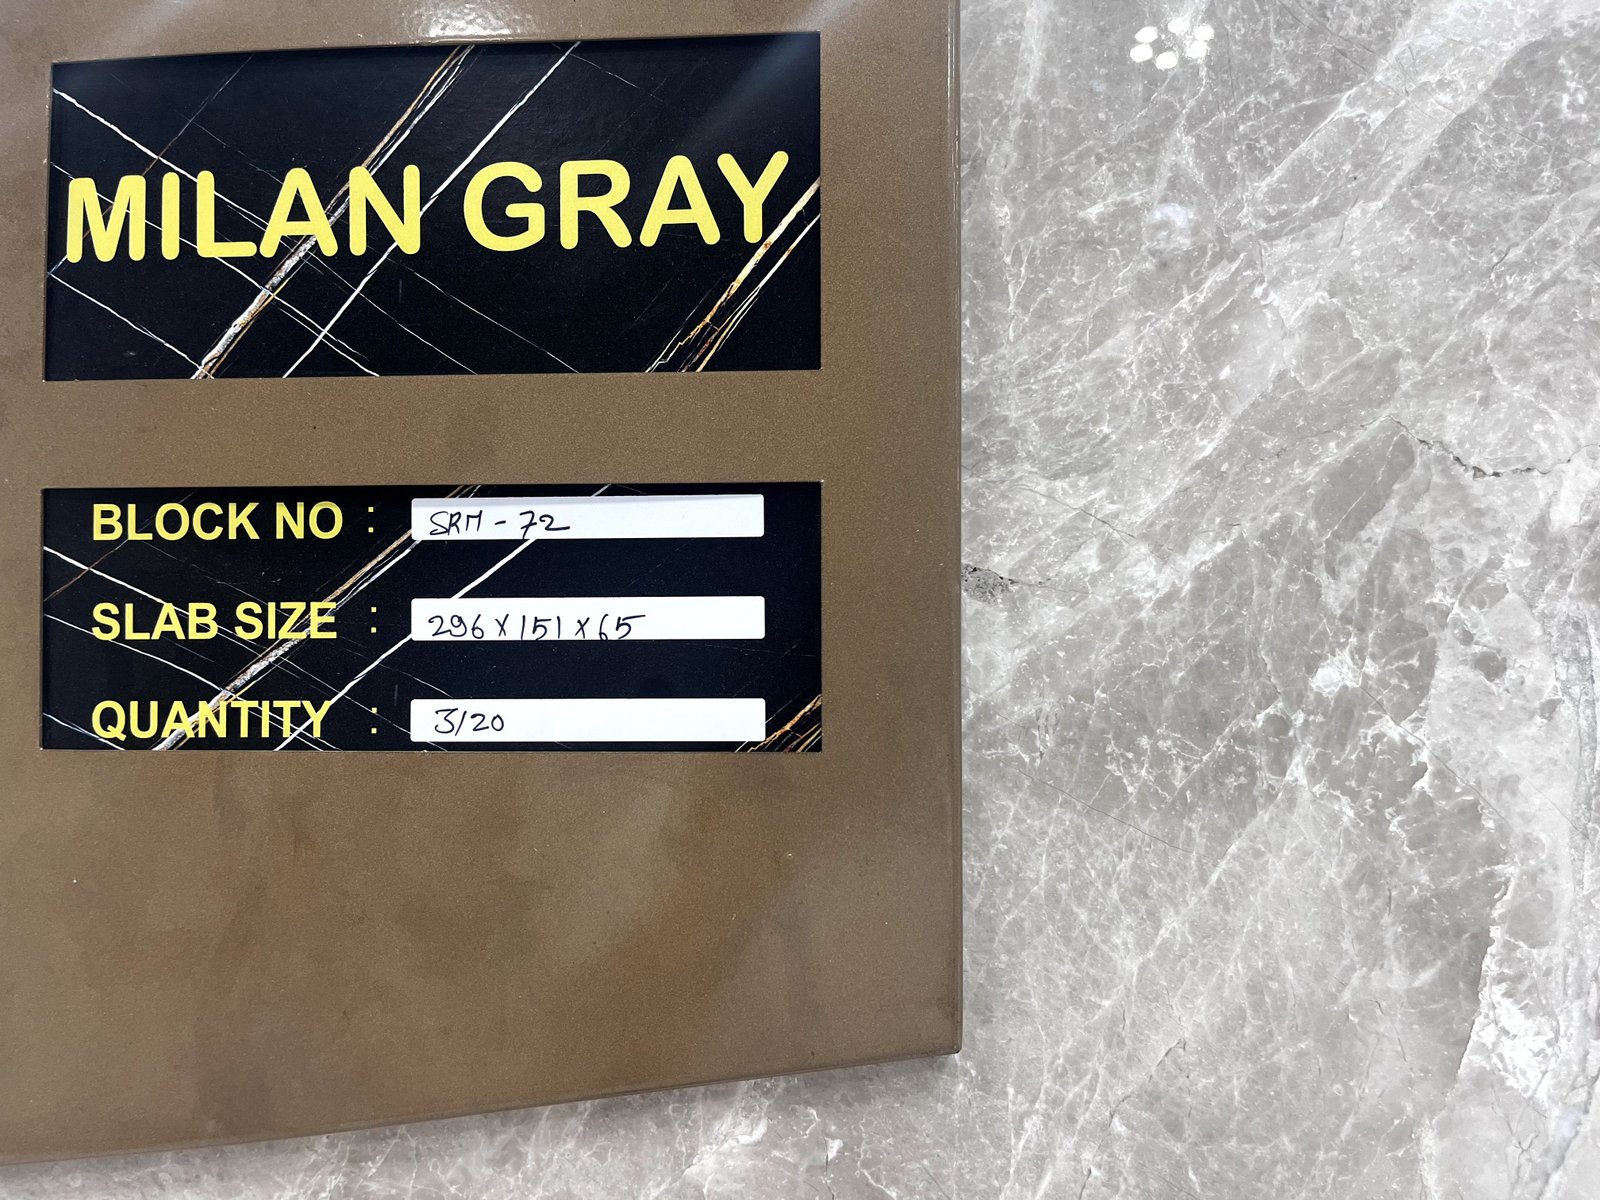 MILAN GRAY
BLOCK NO : SRM - 72
SLAB SIZE : 296 X 151 X 65
QUANTITY : 3/20